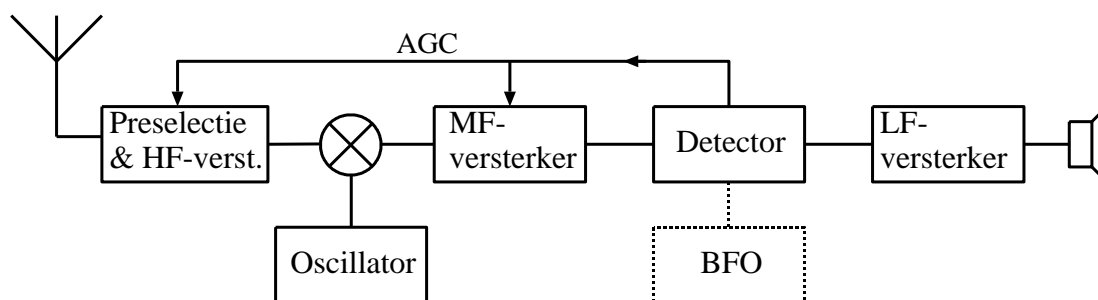 AGC
Preselectie
& HF-verst.
MF-
versterker
Detector
LF-
versterker
Oscillator
BFO